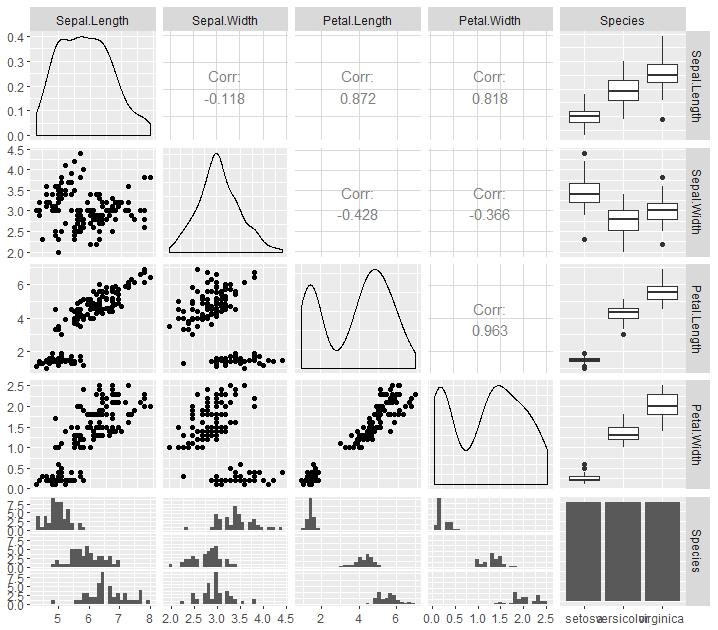 Sepal.Length Sepal.Width Petal.Length Petal.Width Species
0.4
0.3
0.2
0.1
0.0
Corr:
-0.118
Corr:
0.872
Corr:
0.818
Sepal.Length
4.5
4.0
3.5
3.0
2.5
2.0
Corr:
-0.428
Corr:
-0.366
Sepal.Width
6
4
2
Corr:
0.963
Petal.Length
2.5
2.0
1.5
1.0
0.5
0.0
Petal.Width
7.5
5.0
2.5
0.0
7.5
5.0
2.5
0.0
7.5
5.0
2.5
0.0
Species
5 6 7 8 2.0 2.5 3.0 3.5 4.0 4.5 2 4 6 0.0 0.5 1.0 1.5 2.0 2.5 setosa versicolor virginica